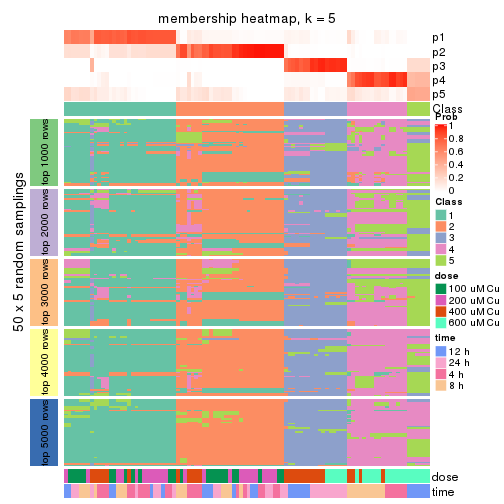 membership heatmap, k = 5
p1
p2
p3
p4
p5
Class
50 x 5 random samplings
top 1000 rows
top 2000 rows
top 3000 rows
top 4000 rows
top 5000 rows
dose
time
Prob
1
0.8
0.6
0.4
0.2
0
Class
1
2
3
4
5
dose
100 uM Cu
200 uM Cu
400 uM Cu
600 uM Cu
time
12 h
24 h
4 h
8 h